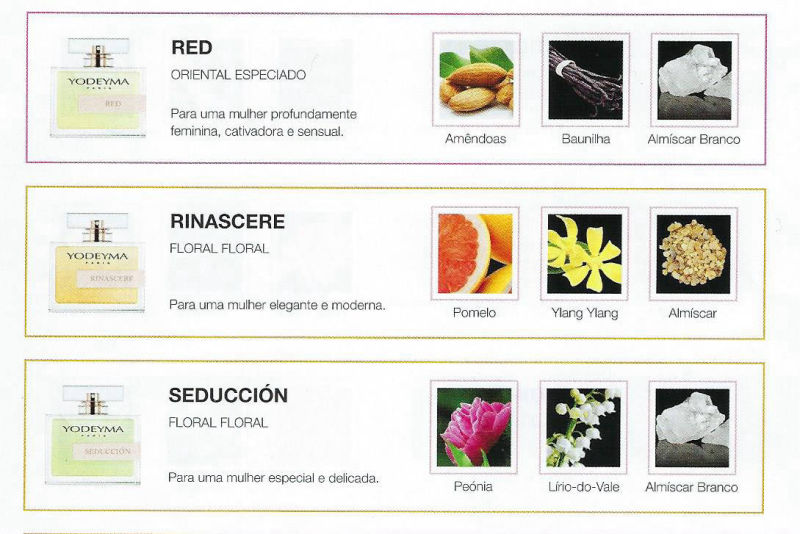 YODEYMA
PARIS
RED
RED
ORIENTAL ESPECIADO
Para uma mulher profundamente
feminina, cativadora e sensual.
Amêndoas
Baunilha
Almíscar Branco
YODEYMA
PARIS
RINASCERE
RINASCERE
FLORAL FLORAL
Para uma mulher elegante e moderna.
Pomelo
Ylang Ylang
Almíscar
YODEYMA
PARIS
SEDUCCIÓN
SEDUCCIÓN
FLORAL FLORAL
Para uma mulher especial e delicada.
Peónia
Lírio-do-Vale
Almíscar Branco